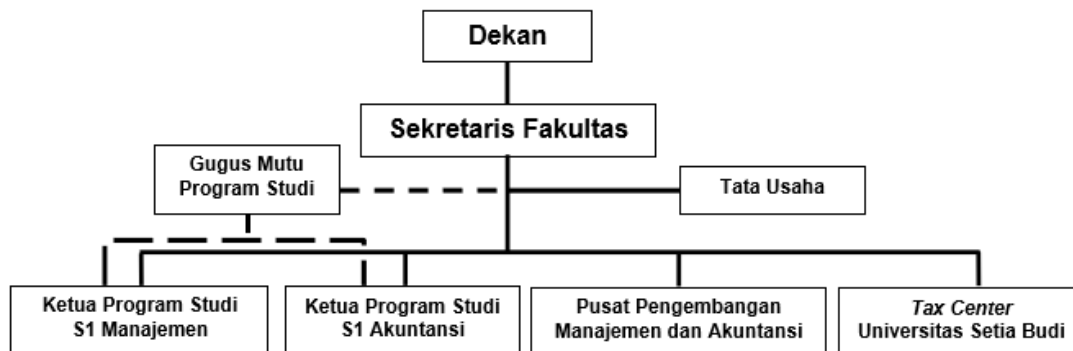 Dekan
Sekretaris Fakultas
Gugus Mutu
Program Studi
Tata Usaha
Ketua Program Studi
S1 Manajemen
Ketua Program Studi
S1 Akuntansi
Pusat Pengembangan
Manajemen dan Akuntansi
Tax Center
Universitas Setia Budi